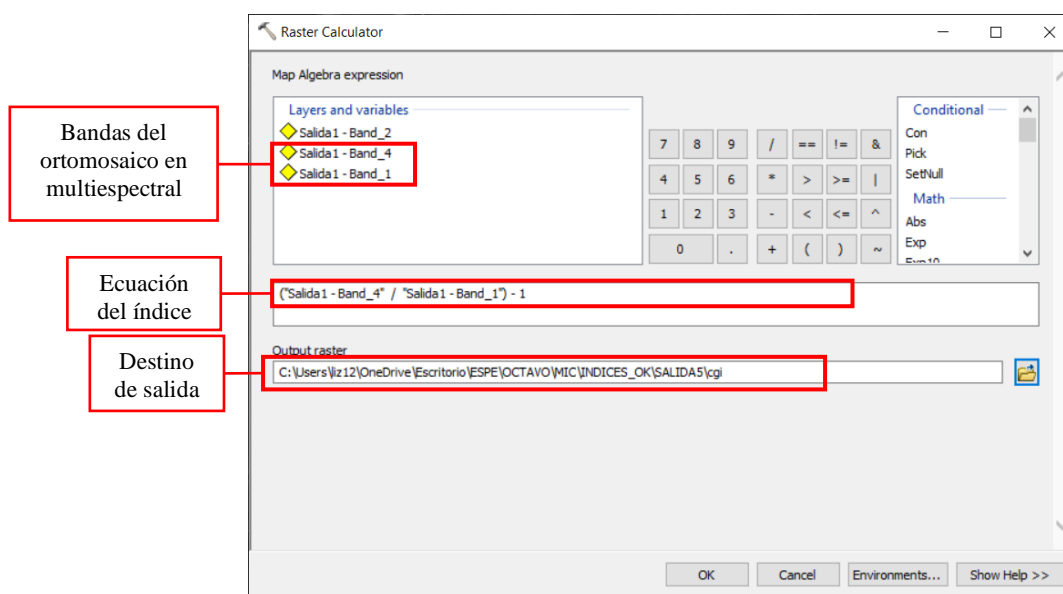 Raster Calculator
Map Algebra expression
Layers and variables
Salida1 - Band_2
Salida1 - Band_4
Salida1 - Band_1
7 8 9 / == != &
4 5 6 * > >= |
1 2 3 - < <= ^
0 . + ( ) ~
Conditional
Con
Pick
SetNull
Math
Abs
Exp
Exp10
Bandas del
ortomosaico en
multiespectral
Ecuación
del índice
("Salida1 - Band_4" / "Salida1 - Band_1") - 1
Destino
de salida
Output raster
C:\Users\liz12\OneDrive\Escritorio\ESPE\OCTAVO\MIC\INDICES_OK\SALIDA5\cgi
OK
Cancel
Environments...
Show Help >>